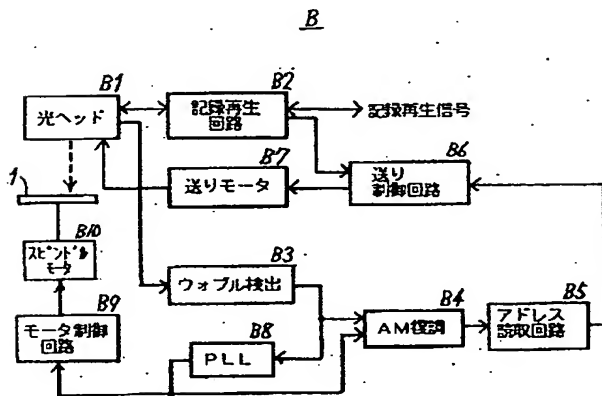 B
B1
光ヘッド
B2
記録再生
回路
記録再生信号
B7
送りモータ
B6
送り
制御回路
1
B10
スピンドル
モータ
B3
ウォブル検出
B9
モータ制御
回路
B8
PLL
B4
AM復調
B5
アドレス
読取回路